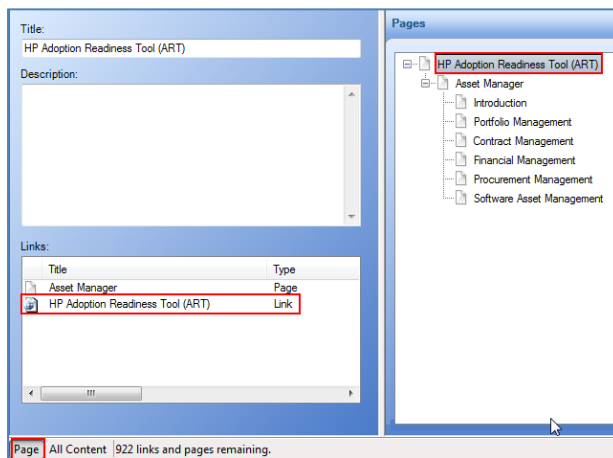 Title:
HP Adoption Readiness Tool (ART)
Description:
Links:
Title Type
Asset Manager Page
HP Adoption Readiness Tool (ART) Link
Page All Content 922 links and pages remaining.
Pages
HP Adoption Readiness Tool (ART)
Asset Manager
Introduction
Portfolio Management
Contract Management
Financial Management
Procurement Management
Software Asset Management